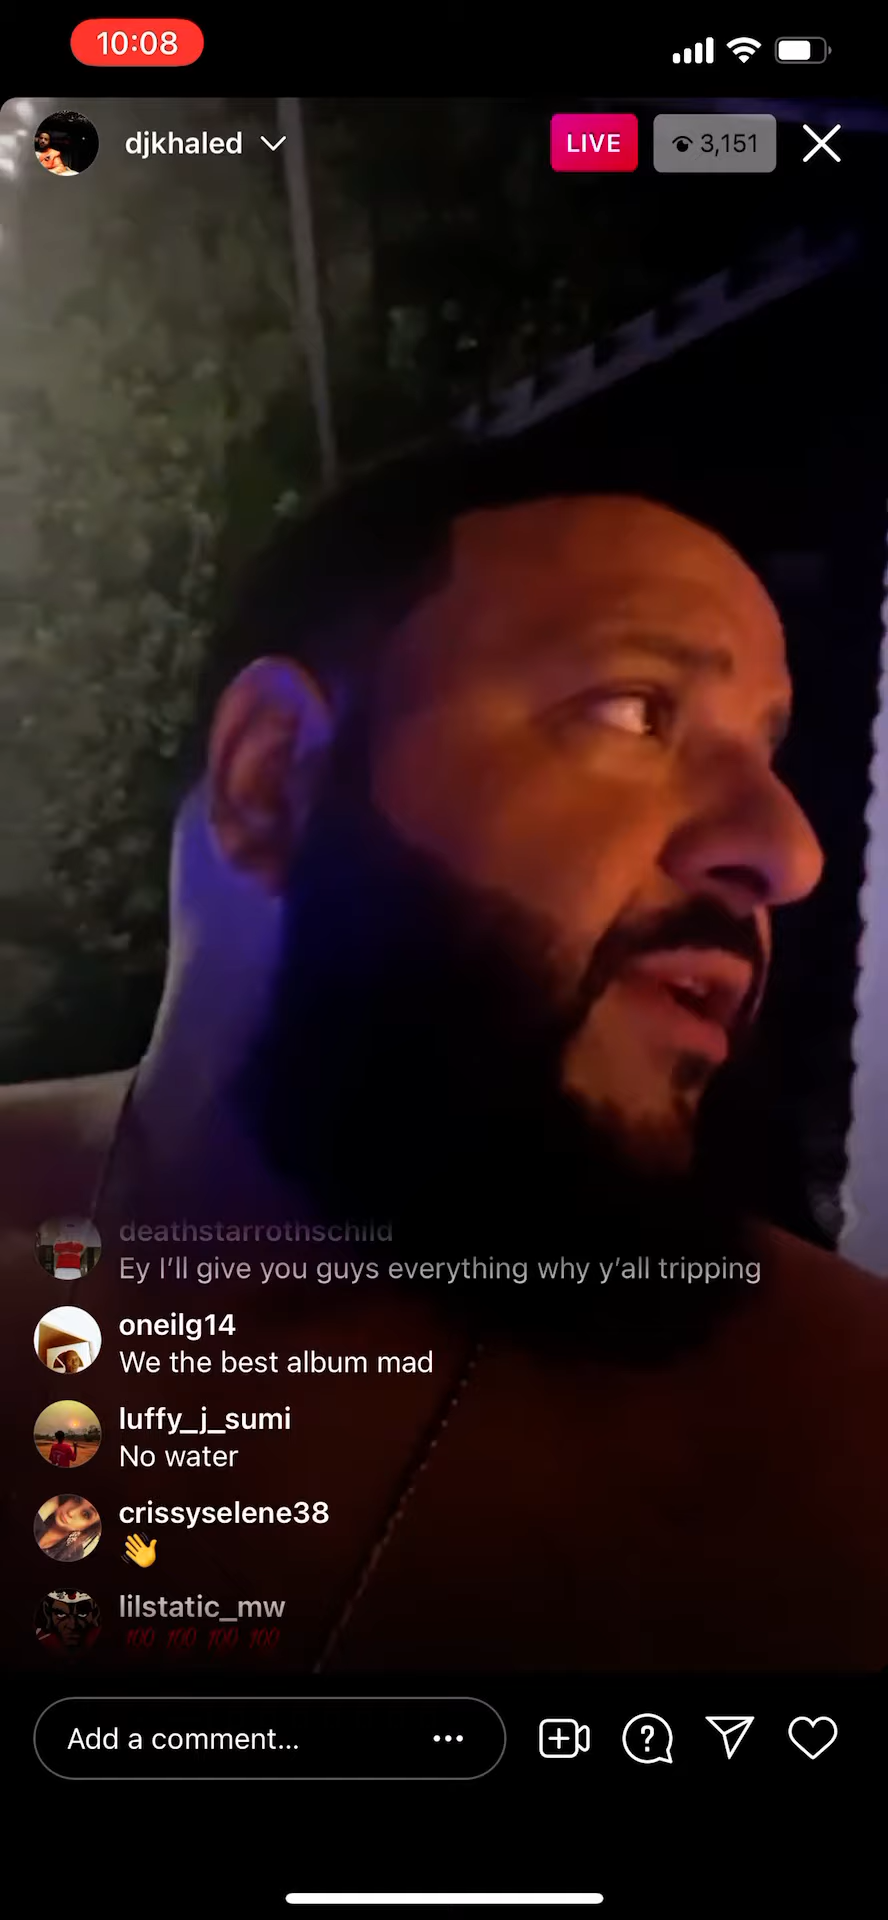 10:08
djkhaled
LIVE
3,151
deathstarrothschild
Ey I’ll give you guys everything why y’all tripping
oneilg14
We the best album mad
luffy_j_sumi
No water
crissyselene38
👋
lilstatic_mw
💯 💯 💯 💯
Add a comment...